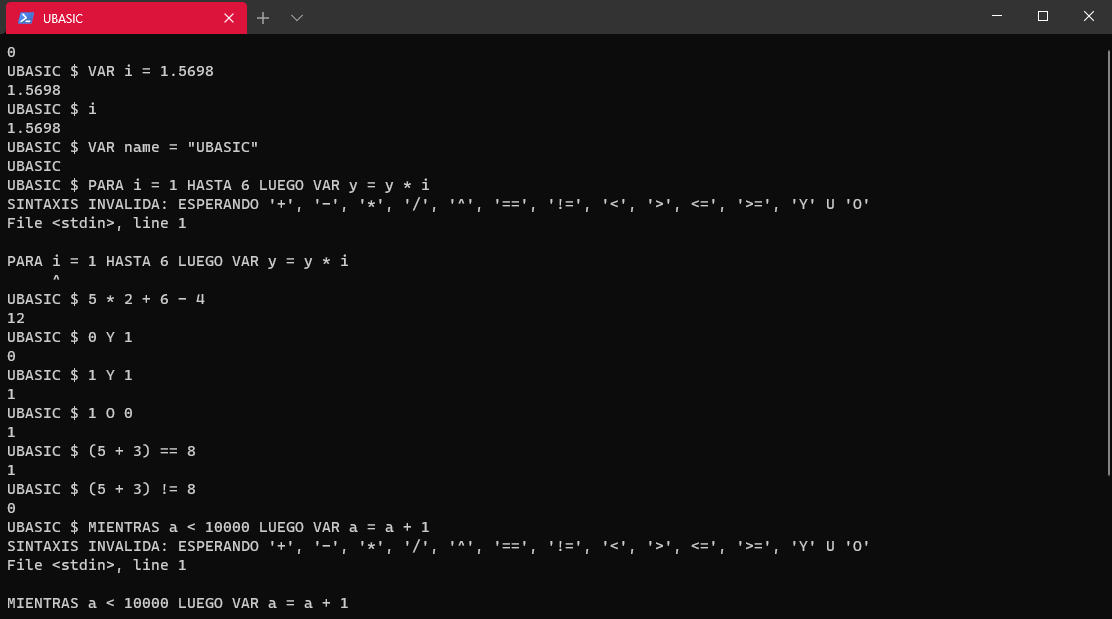 UBASIC
0
UBASIC $ VAR i = 1.5698
1.5698
UBASIC $ i
1.5698
UBASIC $ VAR name = "UBASIC"
UBASIC
UBASIC $ PARA i = 1 HASTA 6 LUEGO VAR y = y * i
SINTAXIS INVALIDA: ESPERANDO '+', '-', '*', '/', '^', '==', '!=', '<', '>', <=', '>=', 'Y' U 'O'
File <stdin>, line 1
PARA i = 1 HASTA 6 LUEGO VAR y = y * i
^
UBASIC $ 5 * 2 + 6 - 4
12
UBASIC $ 0 Y 1
0
UBASIC $ 1 Y 1
1
UBASIC $ 1 O 0
1
UBASIC $ (5 + 3) == 8
1
UBASIC $ (5 + 3) != 8
0
UBASIC $ MIENTRAS a < 10000 LUEGO VAR a = a + 1
SINTAXIS INVALIDA: ESPERANDO '+', '-', '*', '/', '^', '==', '!=', '<', '>', <=', '>=', 'Y' U 'O'
File <stdin>, line 1
MIENTRAS a < 10000 LUEGO VAR a = a + 1